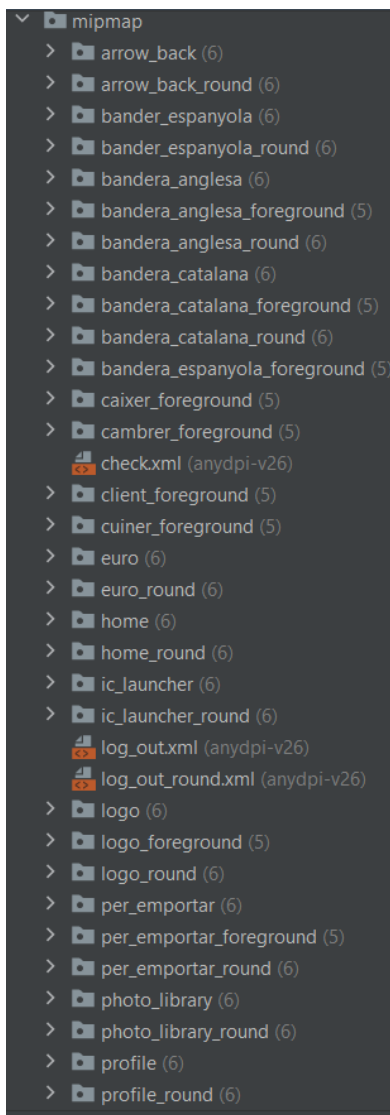 mipmap
arrow_back (6)
arrow_back_round (6)
bander_espanyola (6)
bander_espanyola_round (6)
bandera_anglesa (6)
bandera_anglesa_foreground (5)
bandera_anglesa_round (6)
bandera_catalana (6)
bandera_catalana_foreground (5)
bandera_catalana_round (6)
bandera_espanyola_foreground (5)
caixer_foreground (5)
cambrer_foreground (5)
check.xml (anydpi-v26)
client_foreground (5)
cuiner_foreground (5)
euro (6)
euro_round (6)
home (6)
home_round (6)
ic_launcher (6)
ic_launcher_round (6)
log_out.xml (anydpi-v26)
log_out_round.xml (anydpi-v26)
logo (6)
logo_foreground (5)
logo_round (6)
per_emportar (6)
per_emportar_foreground (5)
per_emportar_round (6)
photo_library (6)
photo_library_round (6)
profile (6)
profile_round (6)